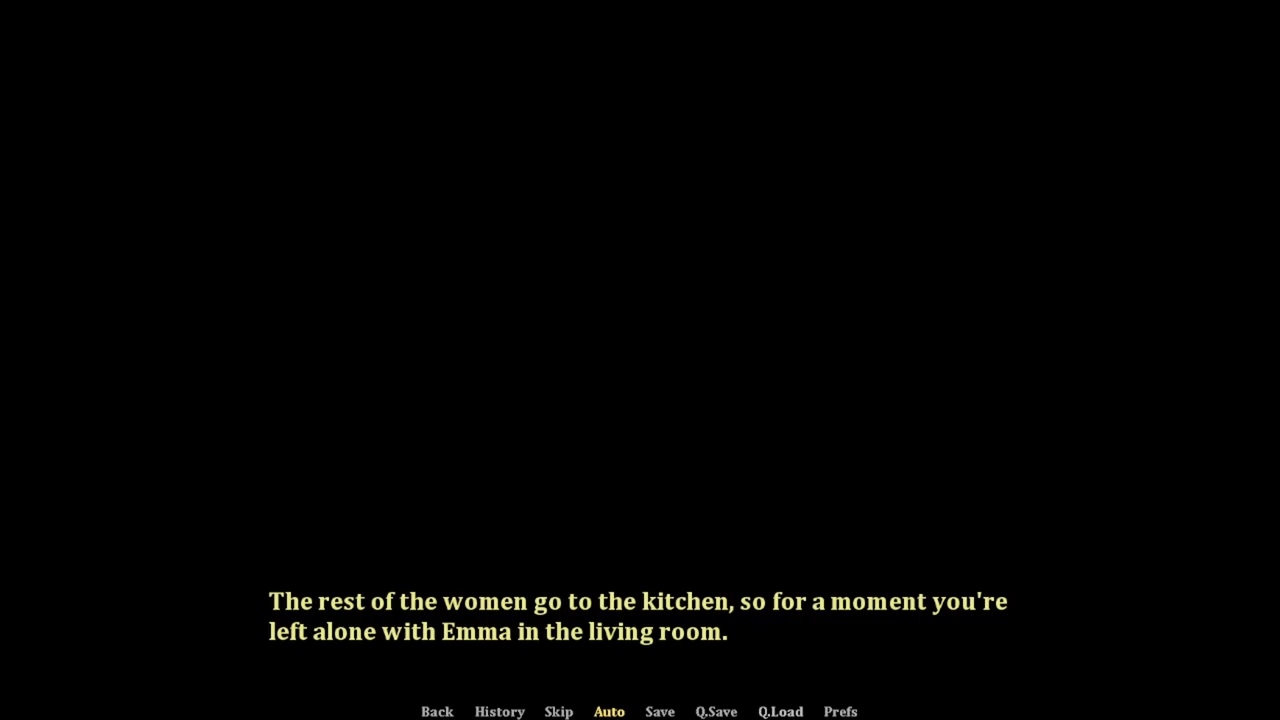 The rest of the women go to the kitchen, so for a moment you're
left alone with Emma in the living room.
Back History Skip Auto Save Q.Save Q.Load Prefs